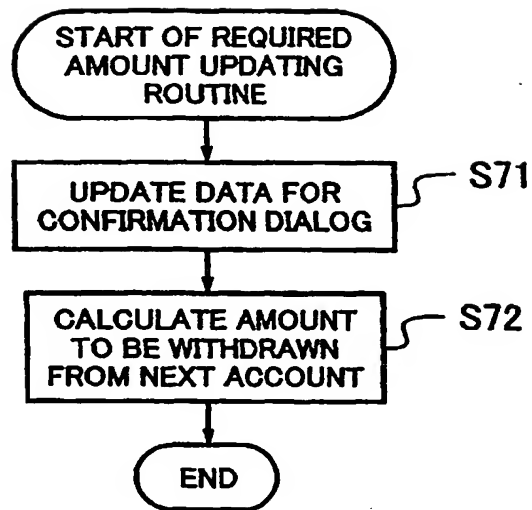 START OF REQUIRED
AMOUNT UPDATING
ROUTINE
UPDATE DATA FOR
CONFIRMATION DIALOG
S71
CALCULATE AMOUNT
TO BE WITHDRAWN
FROM NEXT ACCOUNT
S72
END